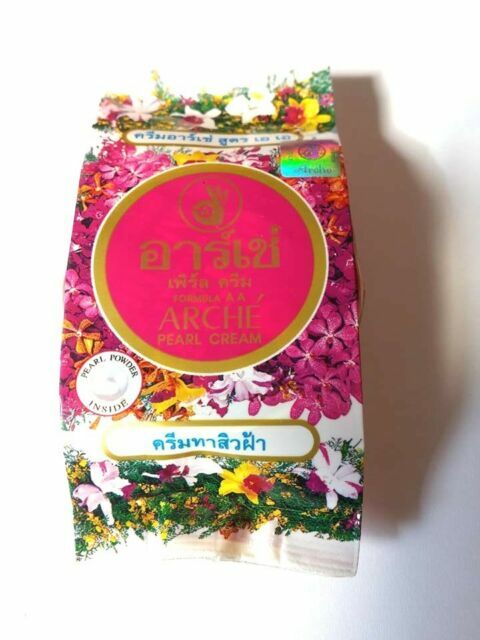 ครีมอาร์เช่ สูตร เอ เอ
Arche
อาร์เช่
เพิร์ล ครีม
FORMULA A A
ARCHÉ
PEARL CREAM
PEARL POWDER
INSIDE
ครีมทาสิวฝ้า